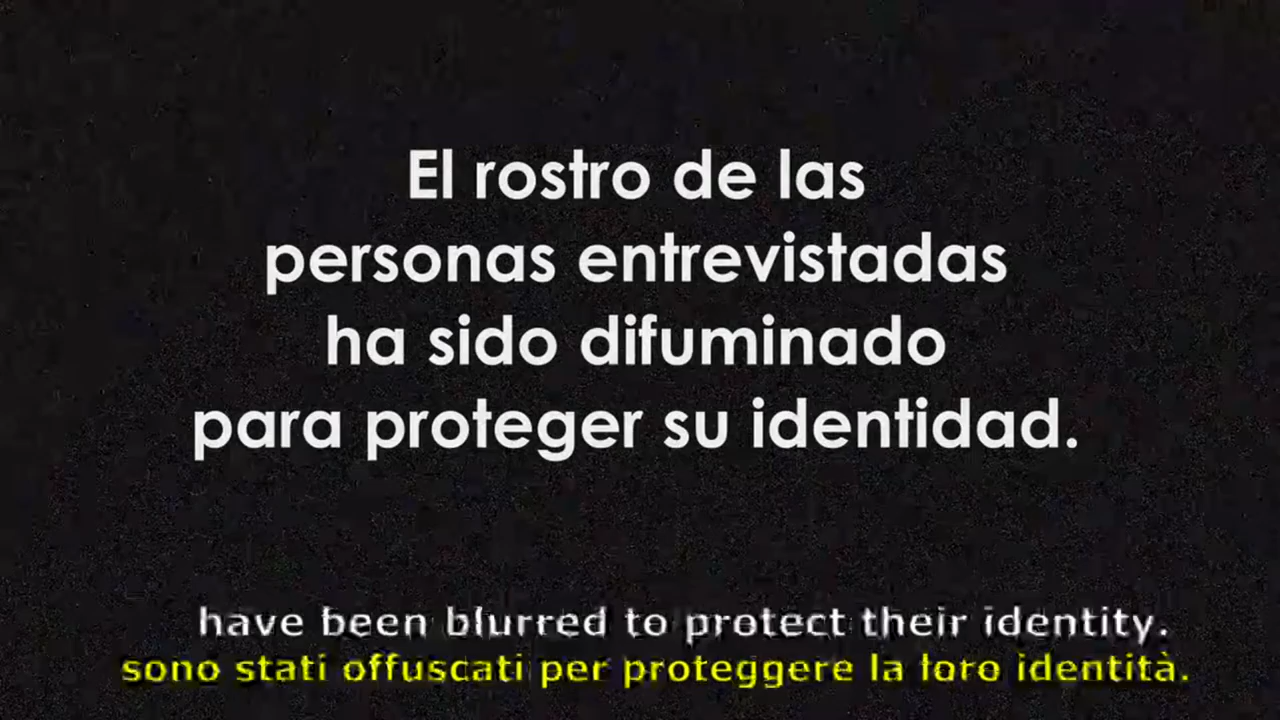 El rostro de las
personas entrevistadas
ha sido difuminado
para proteger su identidad.
have been blurred to protect their identity.
sono stati offuscati per proteggere la loro identità.